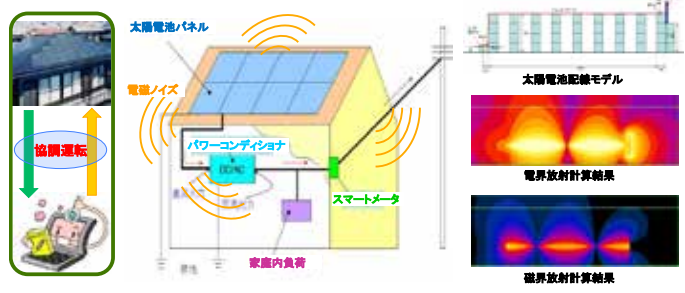 協調運転
太陽電池パネル
電磁ノイズ
パワーコンディショナ
DC/AC
スマートメータ
家庭内負荷
接地
太陽電池配線モデル
電界放射計算結果
磁界放射計算結果